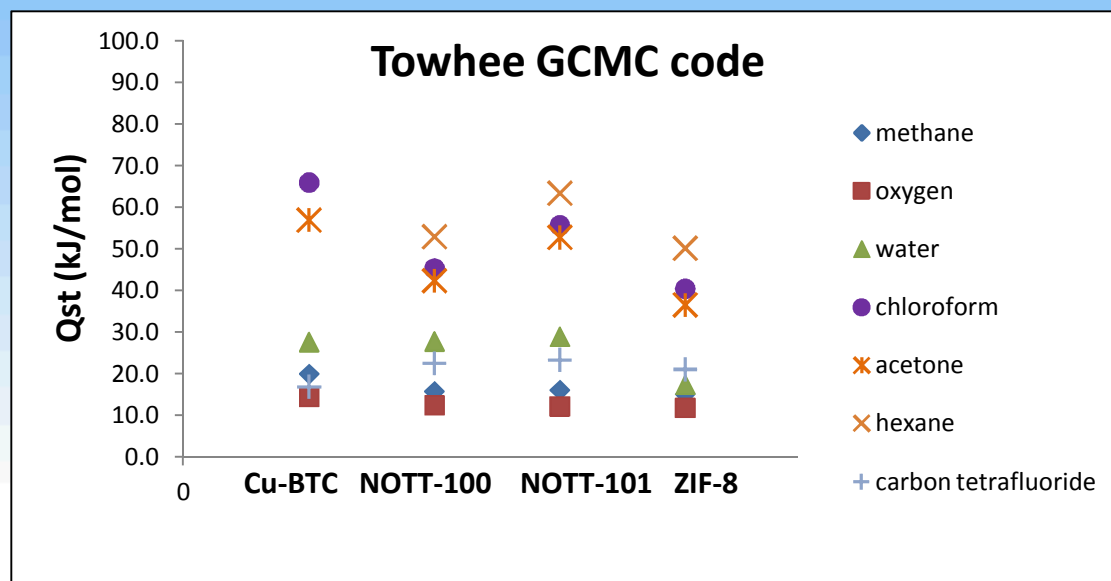 Towhee GCMC code
Qst (kJ/mol)
100.0
90.0
80.0
70.0
60.0
50.0
40.0
30.0
20.0
10.0
0.0
0
Cu-BTC NOTT-100 NOTT-101 ZIF-8
methane
oxygen
water
chloroform
acetone
hexane
carbon tetrafluoride